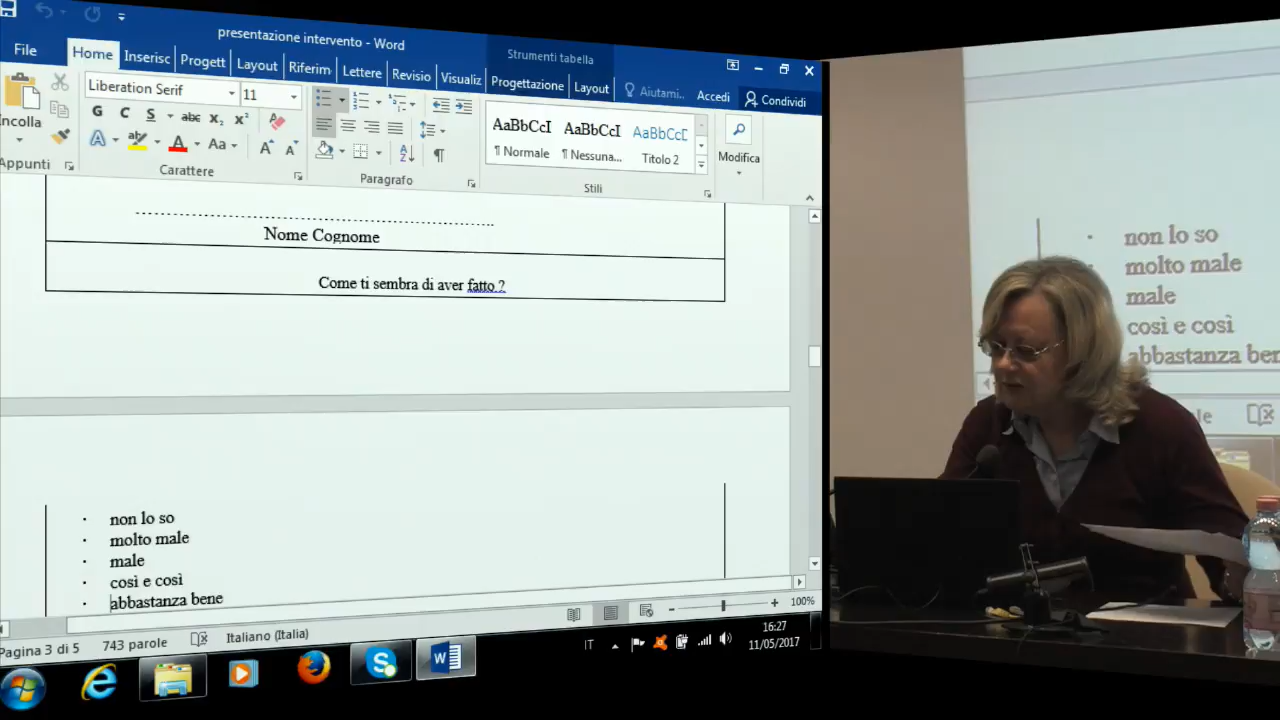 presentazione intervento - Word
Strumenti tabella
File
Home
Inserisc
Progett
Layout
Riferim
Lettere
Revisio
Visualiz
Progettazione
Layout
Aiutami...
Accedi
Condividi
Incolla
Appunti
Liberation Serif
11
G C S abc x₂ x²
A Aa A A
Carattere
Paragrafo
AaBbCcI AaBbCcI AaBbCcD
¶ Normale ¶ Nessuna... Titolo 2
Stili
Modifica
Nome Cognome
Come ti sembra di aver fatto.?
· non lo so
· molto male
· male
· così e così
· abbastanza bene
Pagina 3 di 5
743 parole
Italiano (Italia)
100%
IT
16:27
11/05/2017
· non lo so
molto male
male
così e così
abbastanza ben